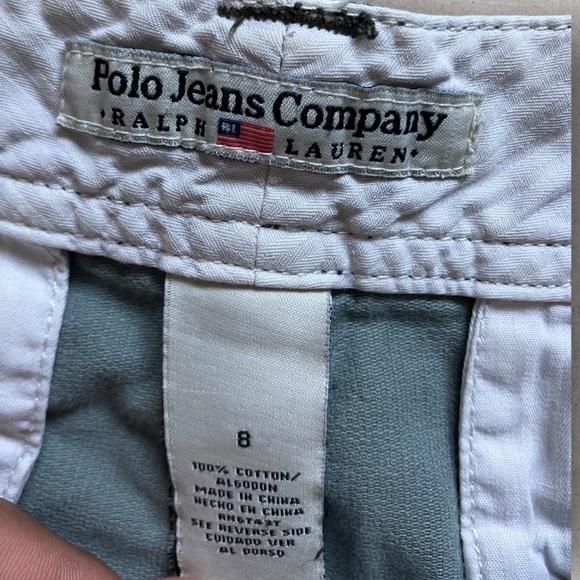 Polo Jeans Company
•RALPH RL LAUREN•
8
100% COTTON/
ALGODON
MADE IN CHINA
HECHO EN CHINA
SEE REVERSE SIDE
CUIDADO VER
AL DORSO